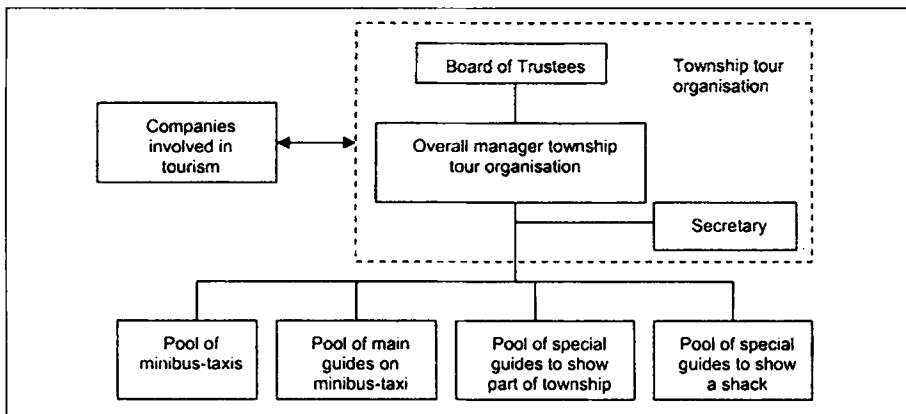 Board of Trustees
Township tour
organisation
Companies
involved in
tourism
Overall manager township
tour organisation
Secretary
Pool of
minibus-taxis
Pool of main
guides on
minibus-taxi
Pool of special
guides to show
part of township
Pool of special
guides to show
a shack